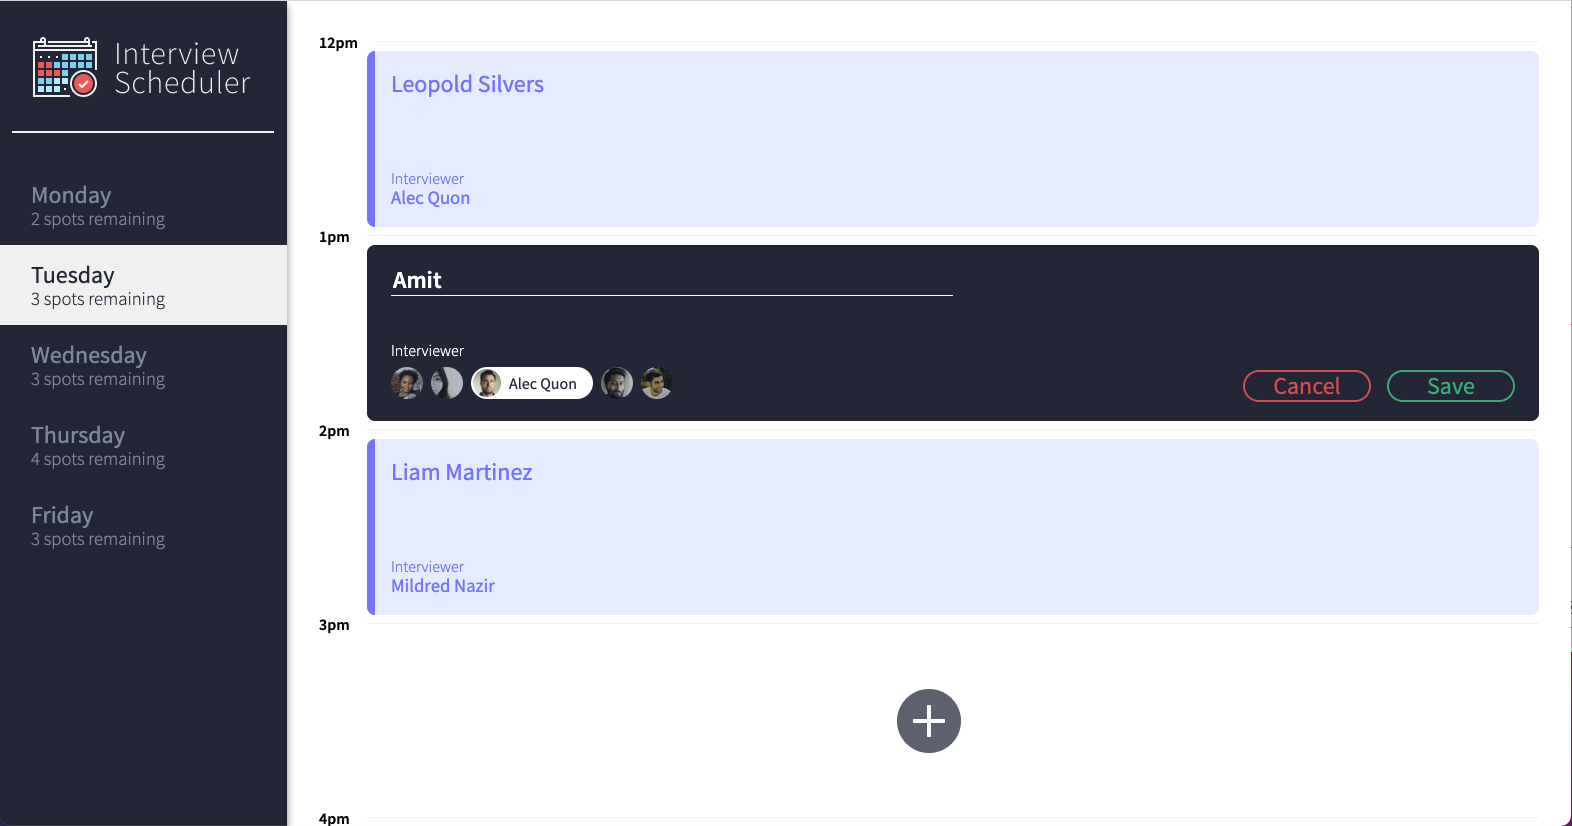 Interview
Scheduler
Monday
2 spots remaining
Tuesday
3 spots remaining
Wednesday
3 spots remaining
Thursday
4 spots remaining
Friday
3 spots remaining
12pm
Leopold Silvers
Interviewer
Alec Quon
1pm
Amit
Interviewer
Alec Quon
Cancel
Save
2pm
Liam Martinez
Interviewer
Mildred Nazir
3pm
4pm